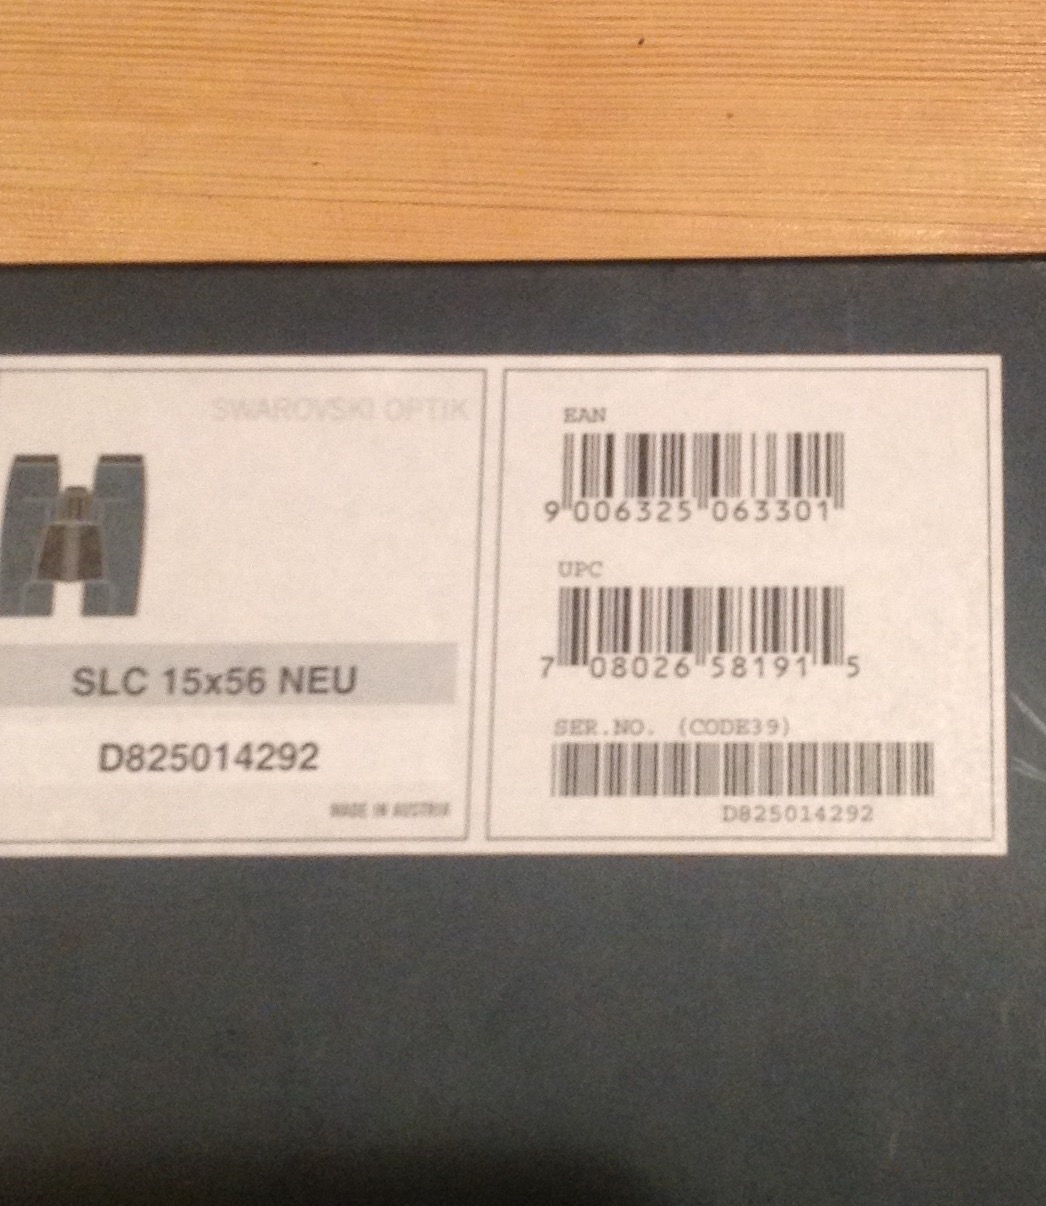 SWAROVSKI OPTIK
SLC 15x56 NEU
D825014292
MADE IN AUSTRIA
EAN
9 006325 063301
UPC
7 08026 58191 5
SER.NO. (CODE39)
D825014292